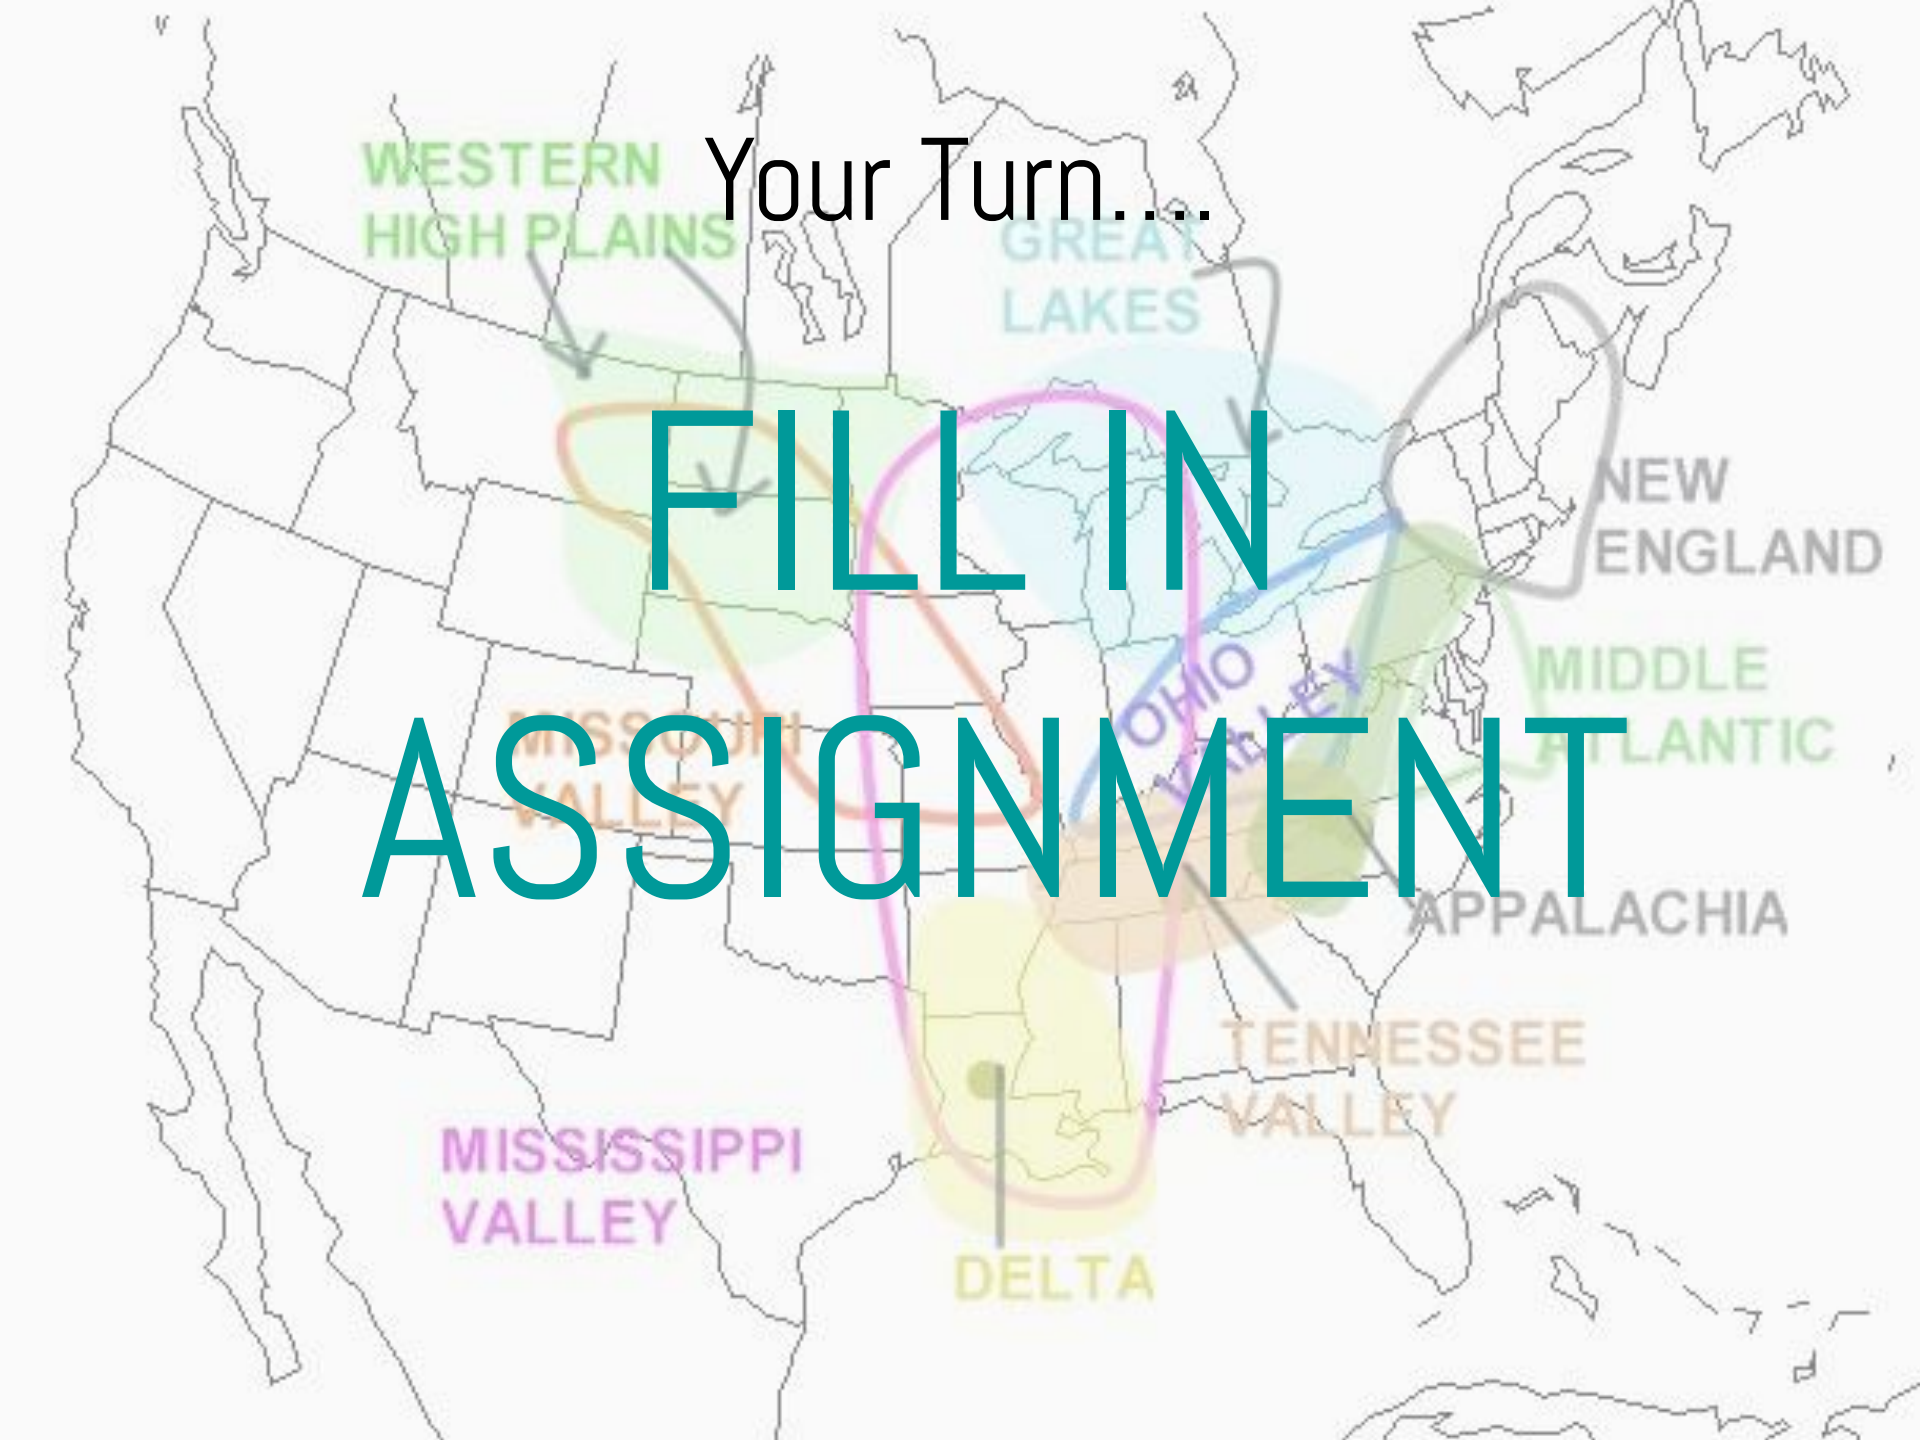 WESTERN
HIGH PLAINS
Your Turn....
GREAT
LAKES
FILL IN
NEW
ENGLAND
OHIO
VALLEY
MIDDLE
ATLANTIC
MISSOURI
VALLEY
ASSIGNMENT
APPALACHIA
TENNESSEE
VALLEY
MISSISSIPPI
VALLEY
DELTA